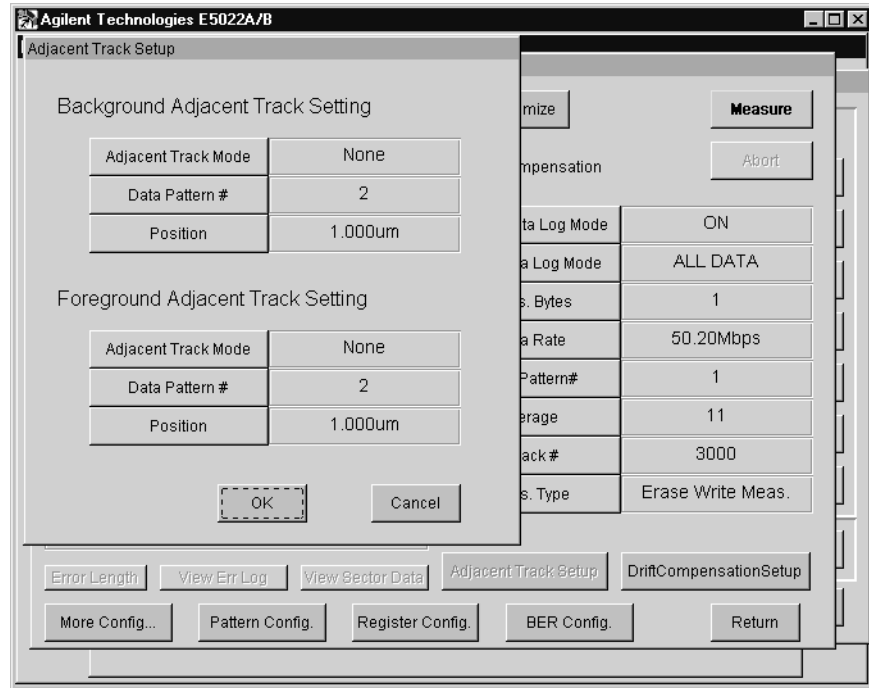 Agilent Technologies E5022A/B
Adjacent Track Setup
Background Adjacent Track Setting
Adjacent Track Mode None
Data Pattern # 2
Position 1.000um
Foreground Adjacent Track Setting
Adjacent Track Mode None
Data Pattern # 2
Position 1.000um
OK Cancel
mize Measure
mpensation Abort
ta Log Mode ON
a Log Mode ALL DATA
s. Bytes 1
a Rate 50.20Mbps
Pattern# 1
erage 11
ack # 3000
s. Type Erase Write Meas.
Error Length View Err Log View Sector Data Adjacent Track Setup DriftCompensationSetup
More Config... Pattern Config. Register Config. BER Config. Return